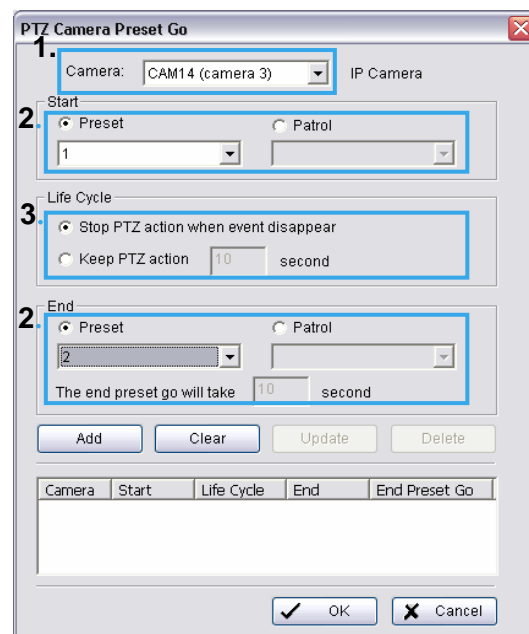 PTZ Camera Preset Go
1.
Camera: CAM14 (camera 3) IP Camera
Start
2.
Preset Patrol
1
Life Cycle
3.
Stop PTZ action when event disappear
Keep PTZ action 10 second
End
2.
Preset Patrol
2
The end preset go will take 10 second
Add Clear Update Delete
Camera Start Life Cycle End End Preset Go
OK Cancel